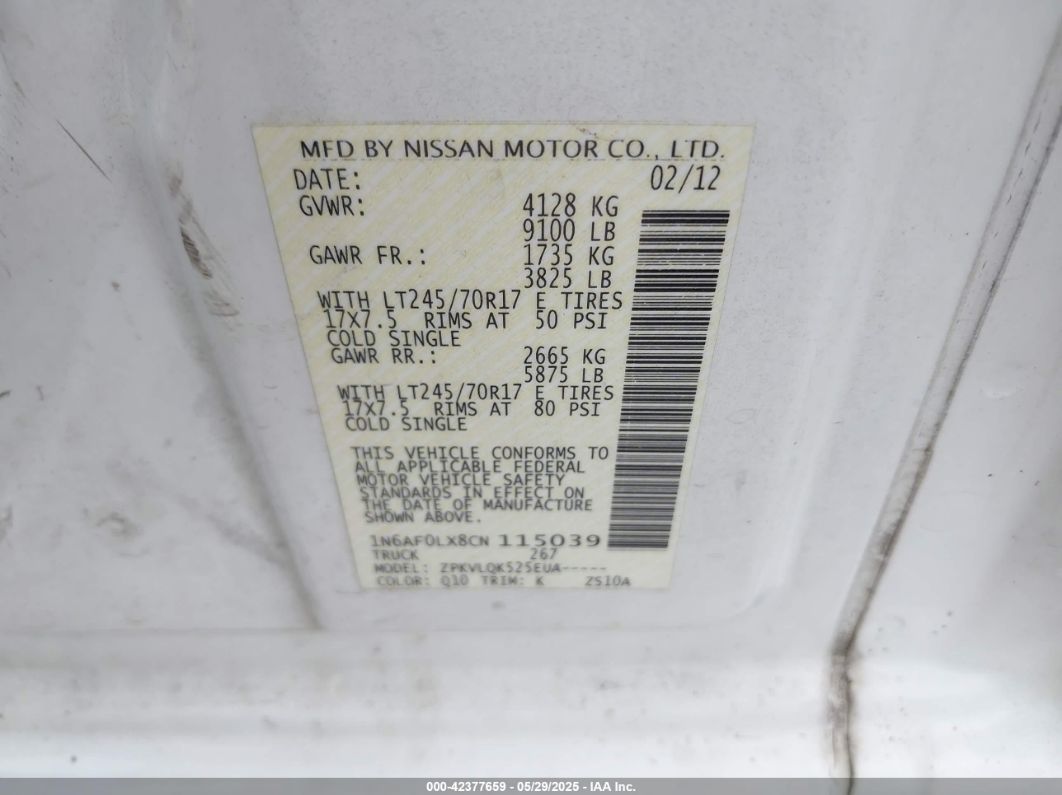 MFD BY NISSAN MOTOR CO., LTD.
DATE: 02/12
GVWR: 4128 KG
9100 LB
GAWR FR.: 1735 KG
3825 LB
WITH LT245/70R17 E TIRES
17X7.5 RIMS AT 50 PSI
COLD SINGLE
GAWR RR.: 2665 KG
5875 LB
WITH LT245/70R17 E TIRES
17X7.5 RIMS AT 80 PSI
COLD SINGLE
THIS VEHICLE CONFORMS TO
ALL APPLICABLE FEDERAL
MOTOR VEHICLE SAFETY
STANDARDS IN EFFECT ON
THE DATE OF MANUFACTURE
SHOWN ABOVE.
1N6AF0LX8CN 115039
TRUCK 267
MODEL: ZPKVLQK525EUA-----
COLOR: Q10 TRIM: K ZS10A
000-42377659 - 05/29/2025 - IAA Inc.